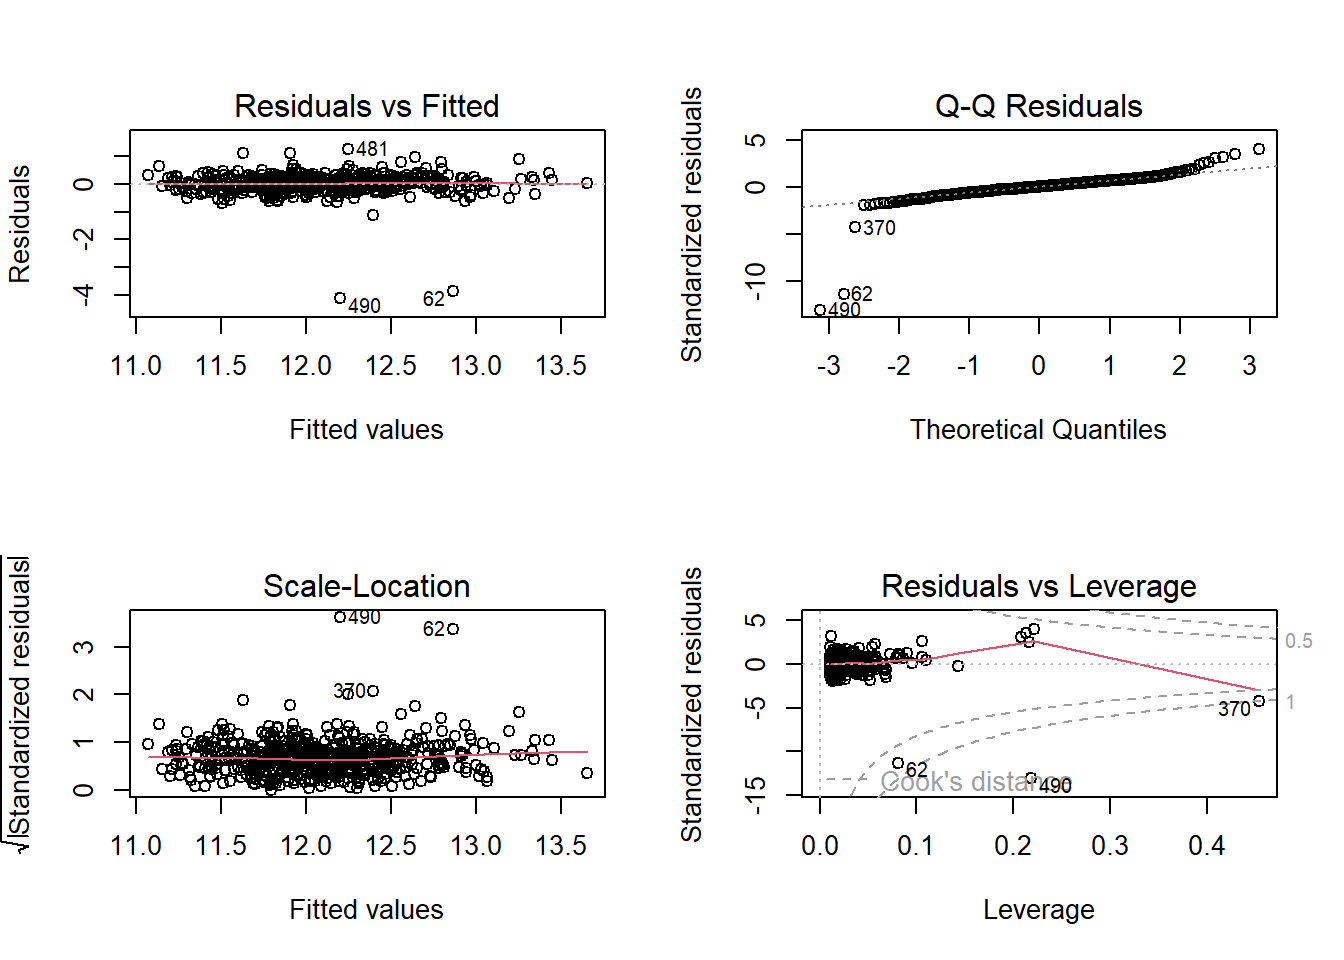 Residuals vs Fitted
Residuals
0
-2
-4
481
490
62
11.0 11.5 12.0 12.5 13.0 13.5
Fitted values
Q-Q Residuals
Standardized residuals
5
0
-10
370
62
490
-3 -2 -1 0 1 2 3
Theoretical Quantiles
Scale-Location
√|Standardized residuals|
3
2
1
0
490
62
370
11.0 11.5 12.0 12.5 13.0 13.5
Fitted values
Residuals vs Leverage
Standardized residuals
5
0
-5
-15
0.5
1
370
62
490
Cook's distance
0.0 0.1 0.2 0.3 0.4
Leverage